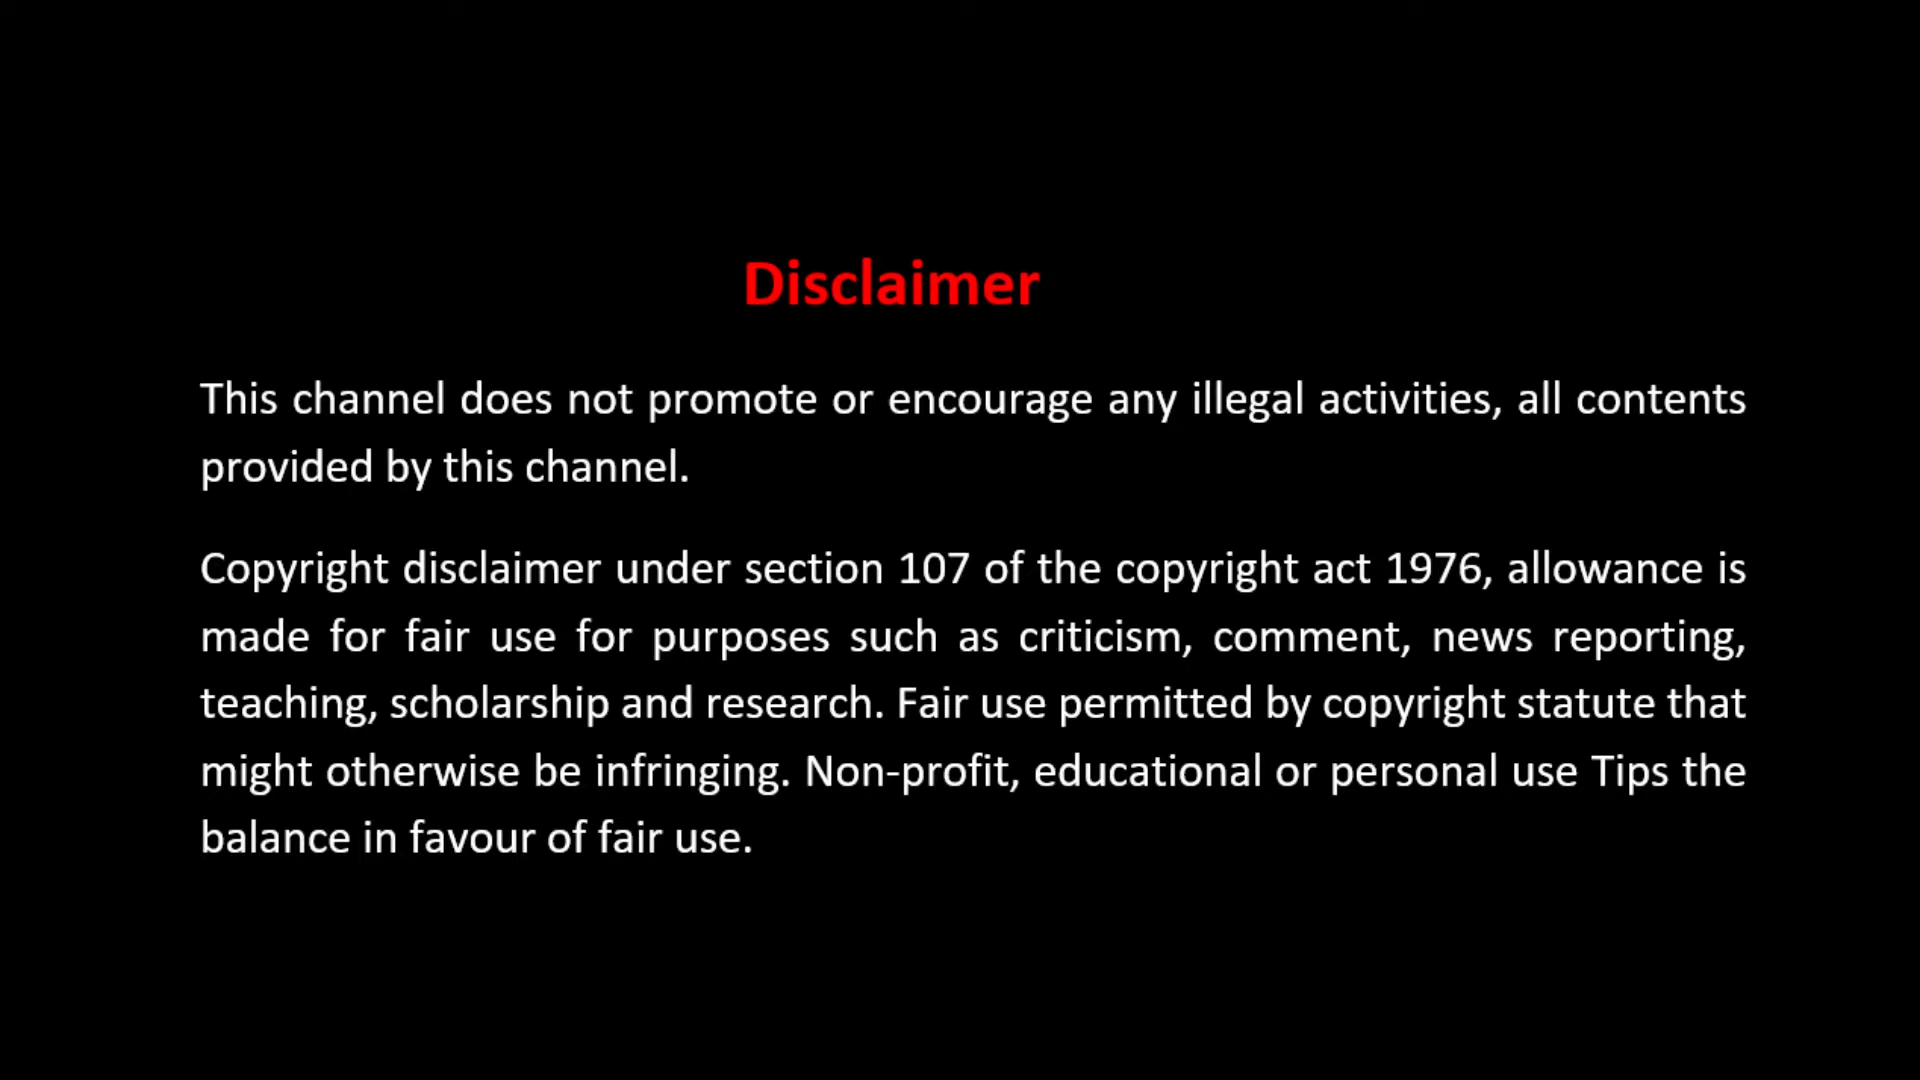 Disclaimer
This channel does not promote or encourage any illegal activities, all contents
provided by this channel.
Copyright disclaimer under section 107 of the copyright act 1976, allowance is
made for fair use for purposes such as criticism, comment, news reporting,
teaching, scholarship and research. Fair use permitted by copyright statute that
might otherwise be infringing. Non-profit, educational or personal use Tips the
balance in favour of fair use.